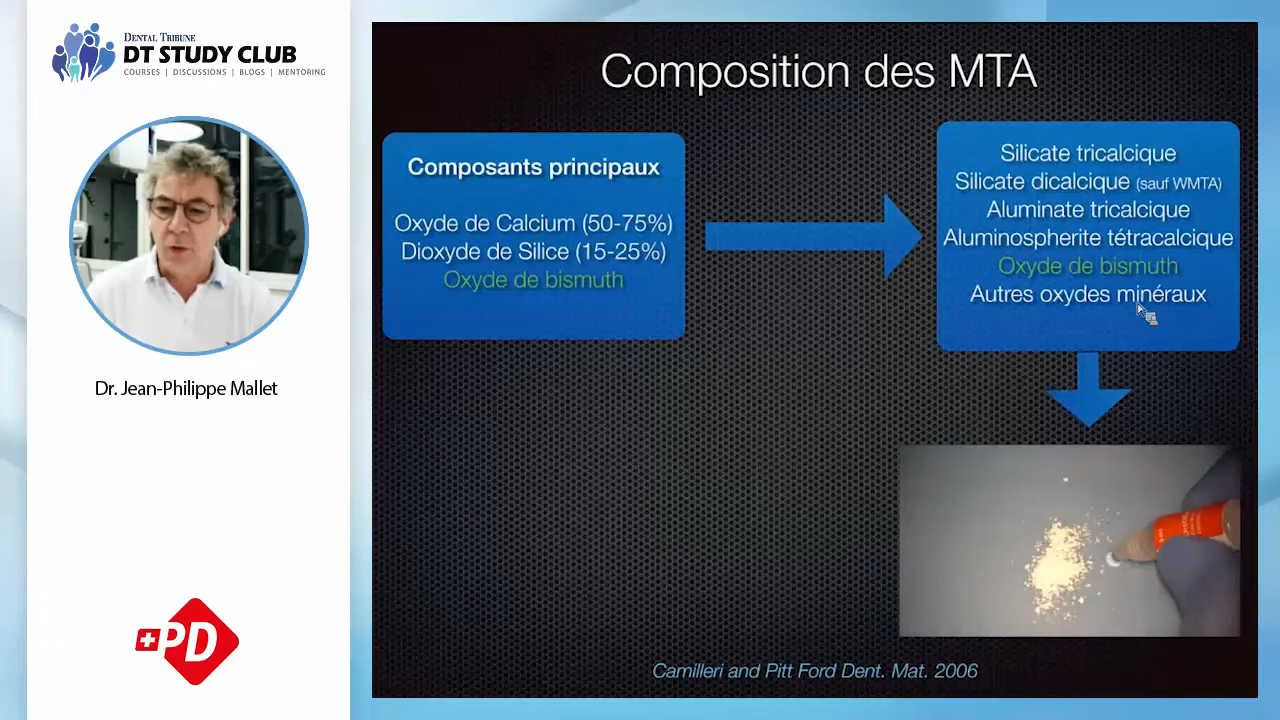 DENTAL TRIBUNE
DT STUDY CLUB
COURSES | DISCUSSIONS | BLOGS | MENTORING
Dr. Jean-Philippe Mallet
PD
Composition des MTA
Composants principaux
Oxyde de Calcium (50-75%)
Dioxyde de Silice (15-25%)
Oxyde de bismuth
Silicate tricalcique
Silicate dicalcique (sauf WMTA)
Aluminate tricalcique
Aluminospherite tétracalcique
Oxyde de bismuth
Autres oxydes minéraux
Camilleri and Pitt Ford Dent. Mat. 2006